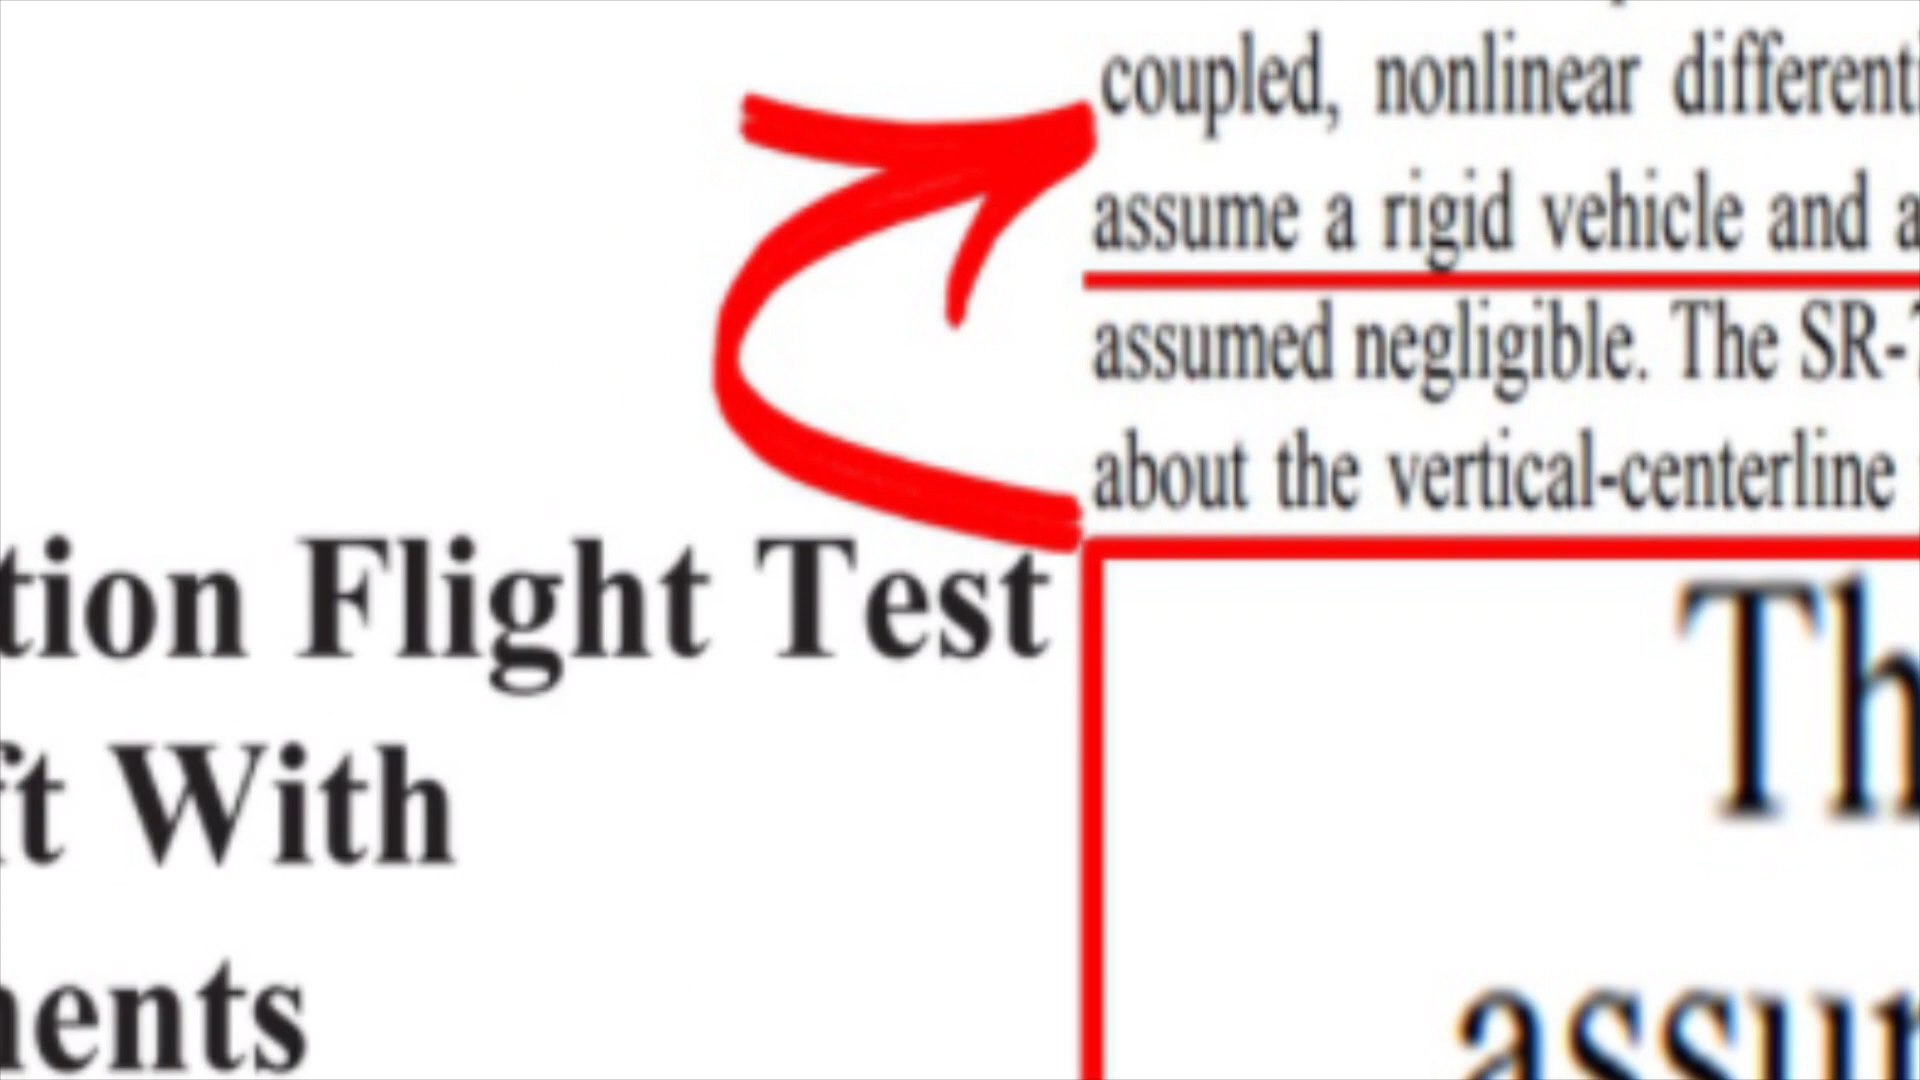 coupled, nonlinear different
assume a rigid vehicle and a
assumed negligible. The SR-
about the vertical-centerline
tion Flight Test
ft With
nents
Th
assu